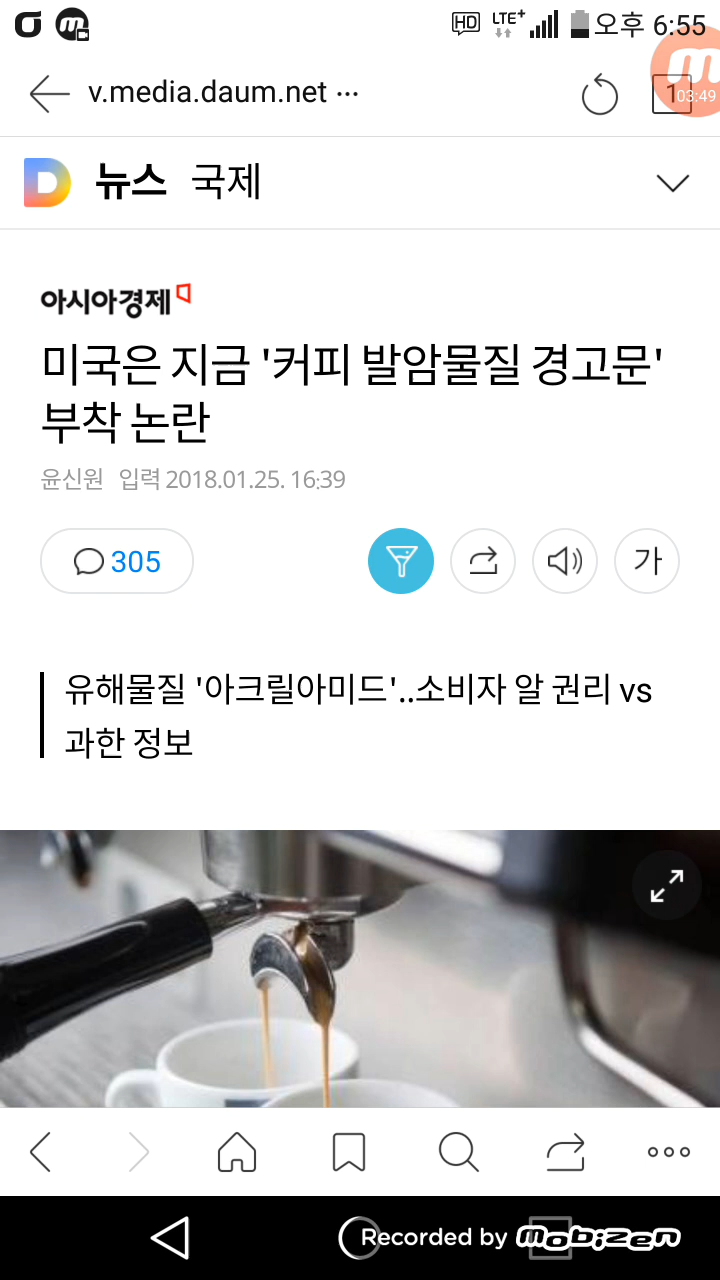 HD LTE+ 오후 6:55
v.media.daum.net ···
1
03:49
뉴스 국제
아시아경제
미국은 지금 '커피 발암물질 경고문'
부착 논란
윤신원 입력 2018.01.25. 16:39
305
가
유해물질 '아크릴아미드'..소비자 알 권리 vs
과한 정보
Recorded by mobizen